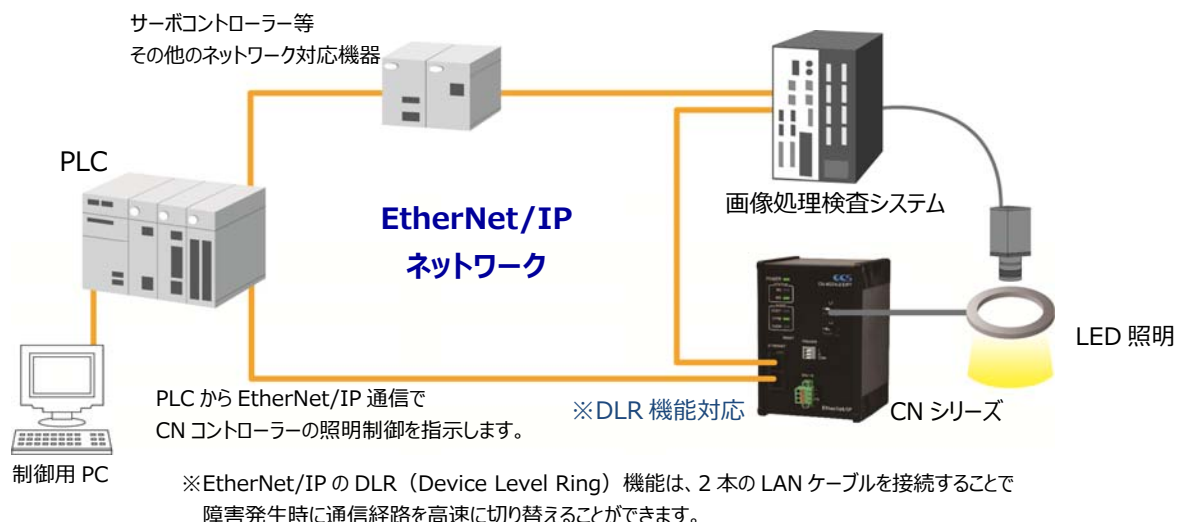 サーボコントローラー等
その他のネットワーク対応機器
PLC
EtherNet/IP
ネットワーク
画像処理検査システム
CCS
POWER
EtherNet/IP
LED 照明
PLC から EtherNet/IP 通信で
CN コントローラーの照明制御を指示します。
※DLR 機能対応
CN シリーズ
制御用 PC
※EtherNet/IP の DLR（Device Level Ring）機能は、2 本の LAN ケーブルを接続することで
障害発生時に通信経路を高速に切り替えることができます。